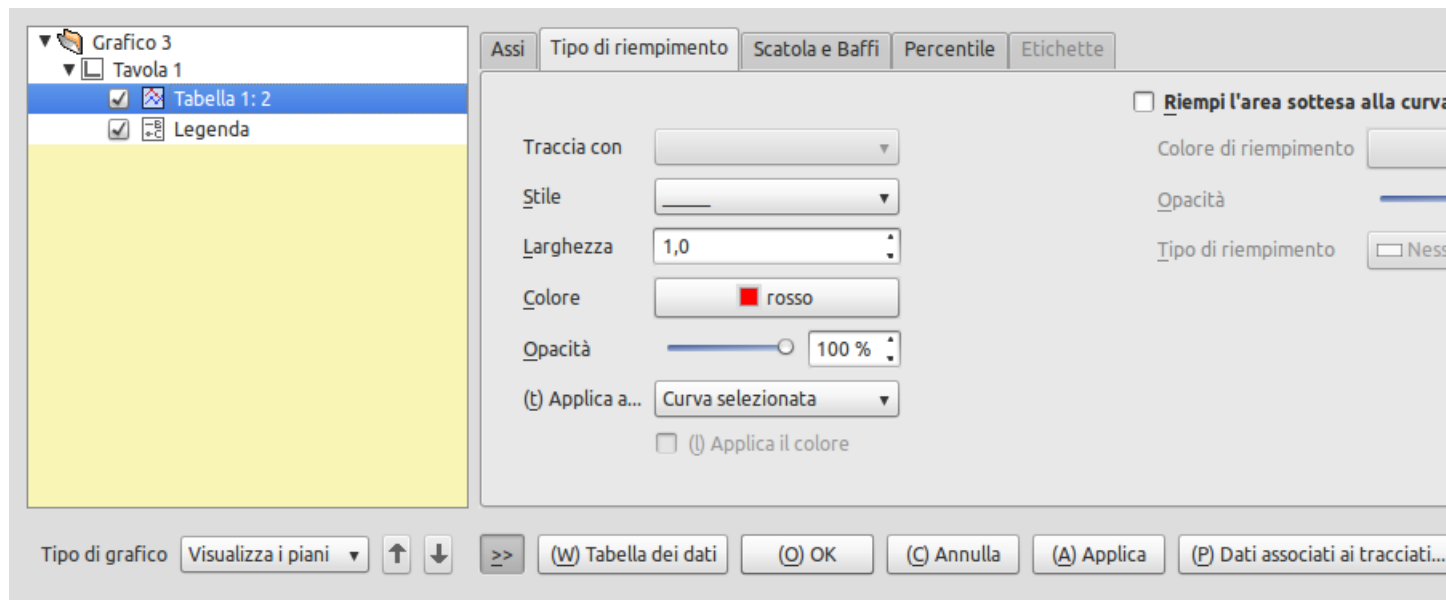 Grafico 3
Tavola 1
Tabella 1: 2
Legenda
Assi Tipo di riempimento Scatola e Baffi Percentile Etichette
Riempi l'area sottesa alla curva
Traccia con
Colore di riempimento
Stile
Opacità
Larghezza 1,0
Tipo di riempimento Ness
Colore rosso
Opacità 100 %
(t) Applica a... Curva selezionata
(l) Applica il colore
Tipo di grafico Visualizza i piani >> (W) Tabella dei dati (O) OK (C) Annulla (A) Applica (P) Dati associati ai tracciati...